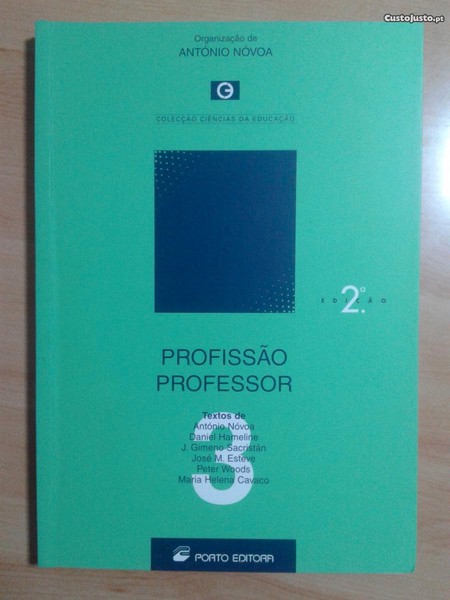 CustoJusto.pt
Organização de
ANTÓNIO NÓVOA
COLECÇÃO CIÊNCIAS DA EDUCAÇÃO
2.ª
EDIÇÃO
PROFISSÃO
PROFESSOR
3
Textos de
António Nóvoa
Daniel Hameline
J. Gimeno Sacristán
José M. Esteve
Peter Woods
Maria Helena Cavaco
PORTO EDITORA